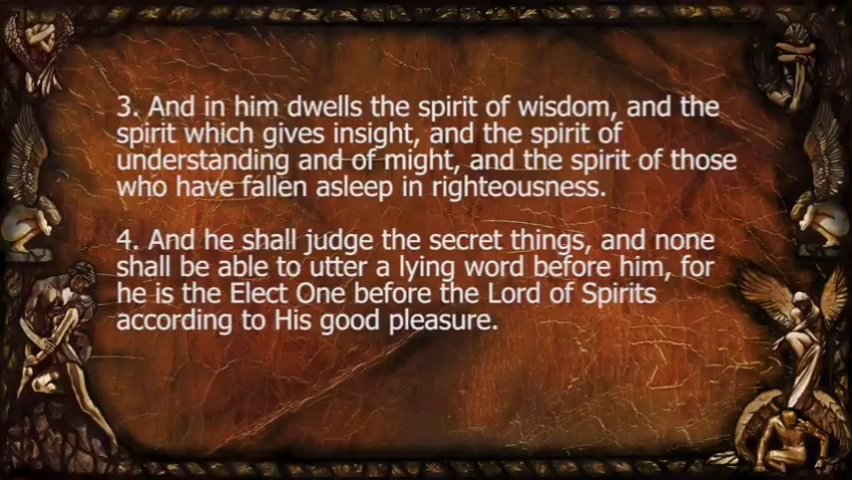 3. And in him dwells the spirit of wisdom, and the
spirit which gives insight, and the spirit of
understanding and of might, and the spirit of those
who have fallen asleep in righteousness.
4. And he shall judge the secret things, and none
shall be able to utter a lying word before him, for
he is the Elect One before the Lord of Spirits
according to His good pleasure.